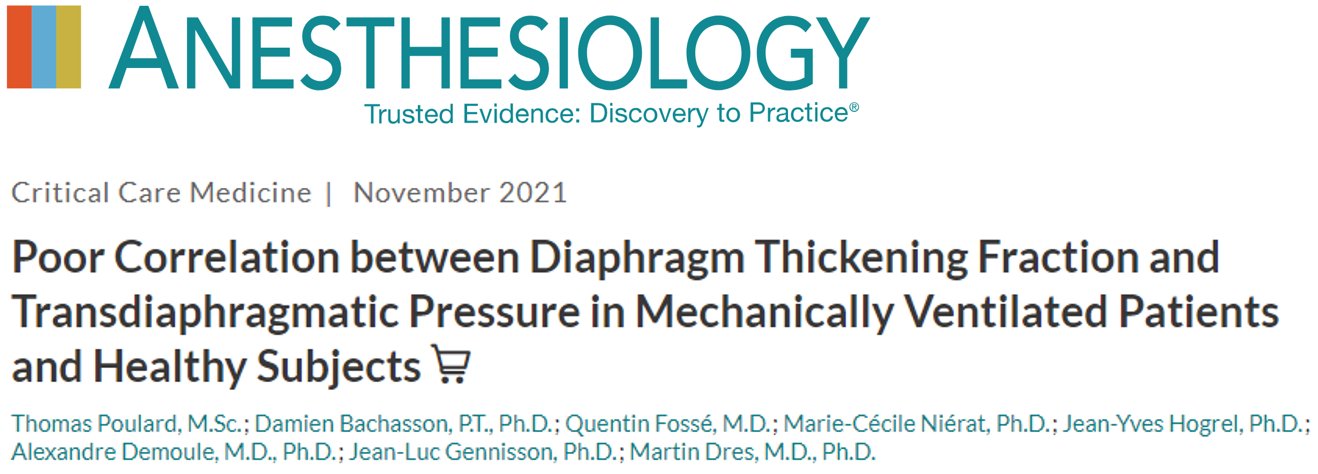 ANESTHESIOLOGY
Trusted Evidence: Discovery to Practice®
Critical Care Medicine | November 2021
Poor Correlation between Diaphragm Thickening Fraction and
Transdiaphragmatic Pressure in Mechanically Ventilated Patients
and Healthy Subjects
Thomas Poulard, M.Sc.; Damien Bachasson, P.T., Ph.D.; Quentin Fossé, M.D.; Marie-Cécile Niérat, Ph.D.; Jean-Yves Hogrel, Ph.D.;
Alexandre Demoule, M.D., Ph.D.; Jean-Luc Gennisson, Ph.D.; Martin Dres, M.D., Ph.D.